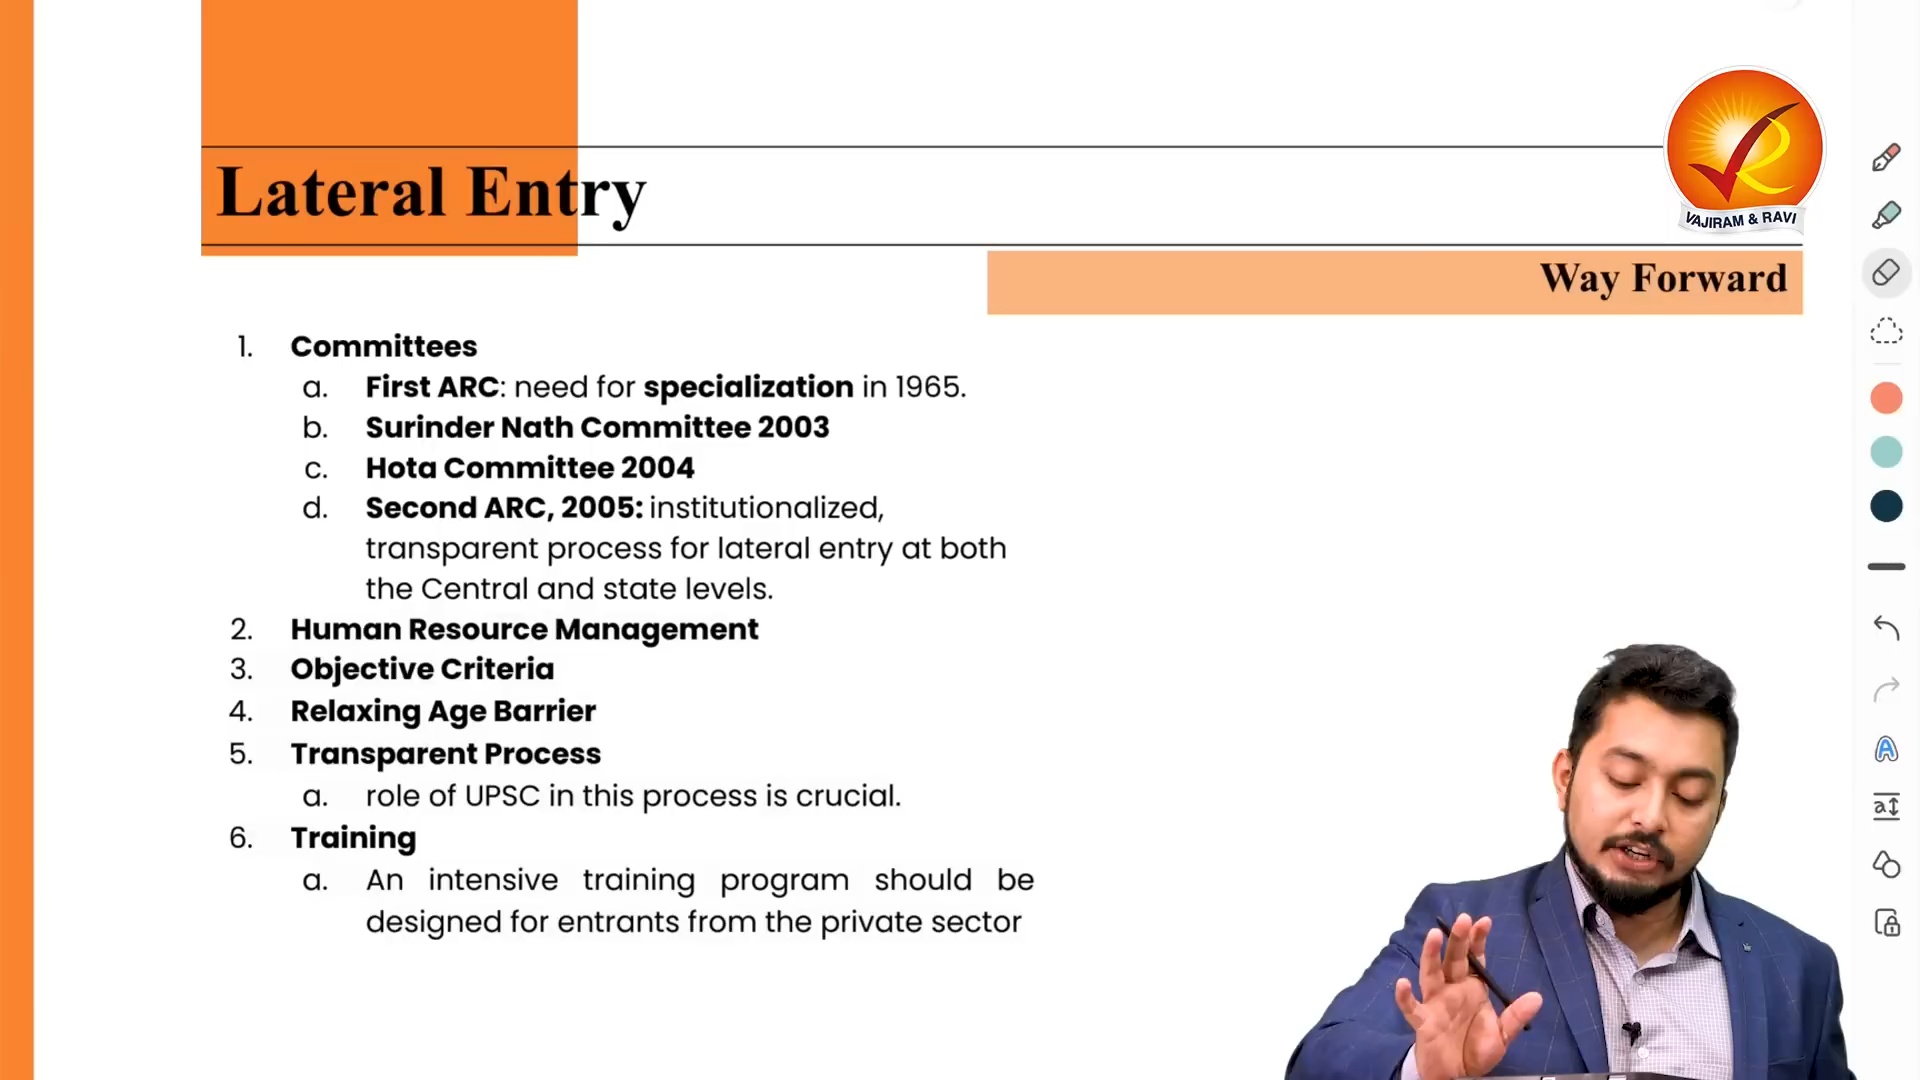 Lateral Entry
VAJIRAM & RAVI
Way Forward
1. Committees
a. First ARC: need for specialization in 1965.
b. Surinder Nath Committee 2003
c. Hota Committee 2004
d. Second ARC, 2005: institutionalized,
transparent process for lateral entry at both
the Central and state levels.
2. Human Resource Management
3. Objective Criteria
4. Relaxing Age Barrier
5. Transparent Process
a. role of UPSC in this process is crucial.
6. Training
a. An intensive training program should be
designed for entrants from the private sector
A
a